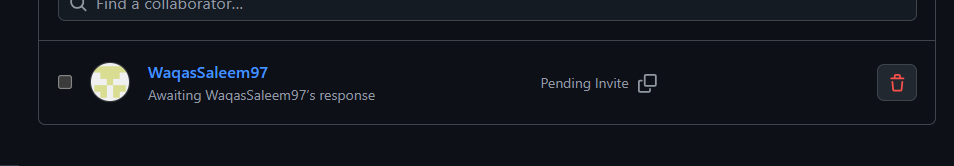 Find a collaborator...
WaqasSaleem97
Awaiting WaqasSaleem97's response
Pending Invite